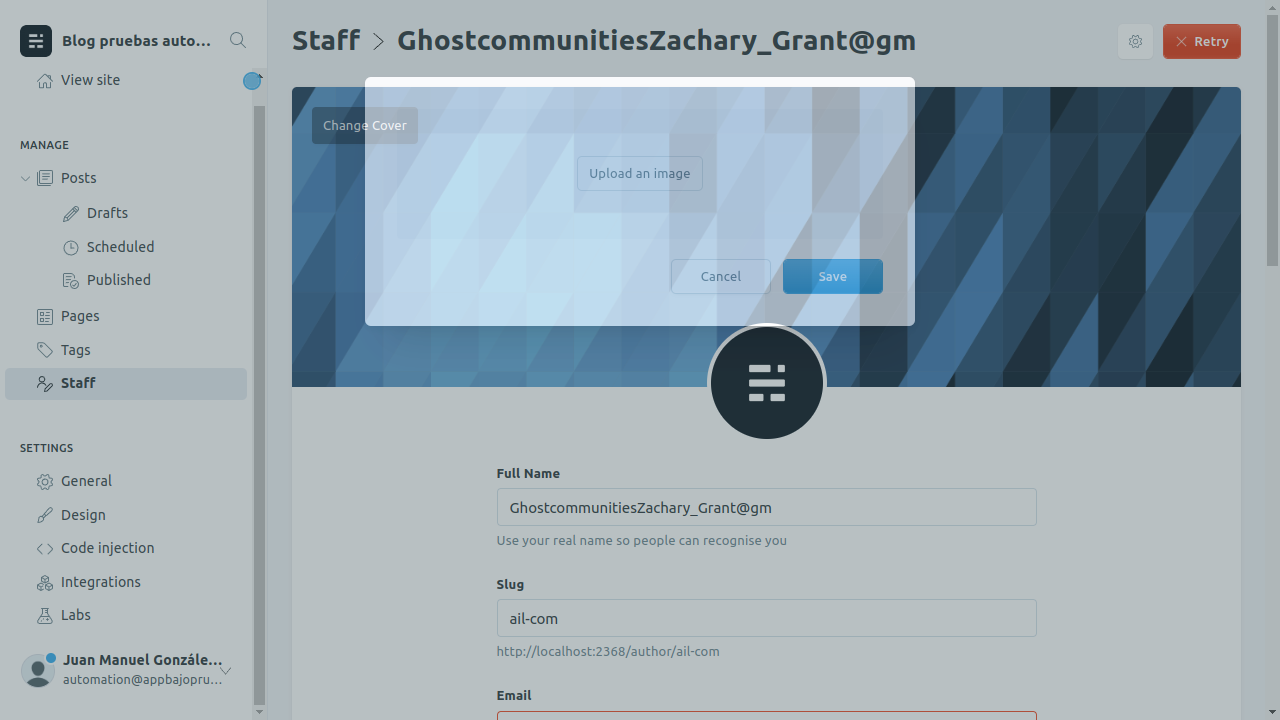 Blog pruebas auto...
View site
MANAGE
Posts
Drafts
Scheduled
Published
Pages
Tags
Staff
SETTINGS
General
Design
Code injection
Integrations
Labs
Juan Manuel Gonzále...
automation@appbajopru...
Staff > GhostcommunitiesZachary_Grant@gm
Retry
Change Cover
Upload an image
Cancel
Save
Full Name
GhostcommunitiesZachary_Grant@gm
Use your real name so people can recognise you
Slug
ail-com
http://localhost:2368/author/ail-com
Email